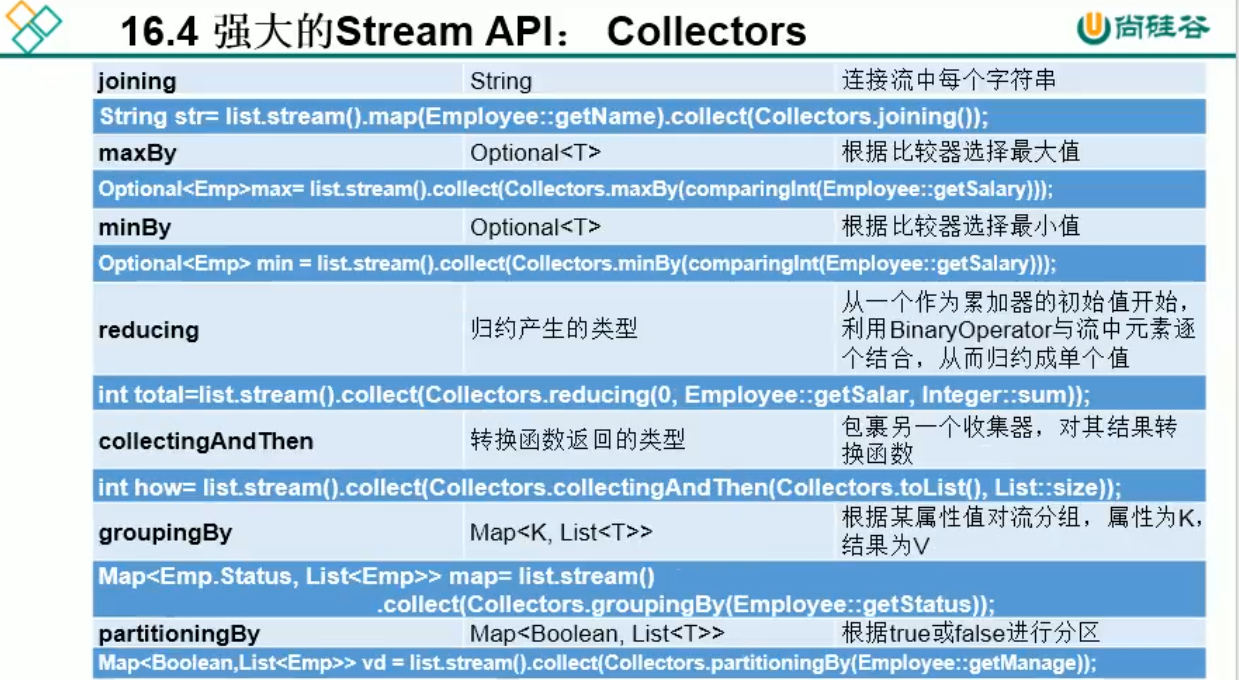 16.4 强大的Stream API： Collectors
尚硅谷
joining String 连接流中每个字符串
String str= list.stream().map(Employee::getName).collect(Collectors.joining());
maxBy Optional<T> 根据比较器选择最大值
Optional<Emp>max= list.stream().collect(Collectors.maxBy(comparingInt(Employee::getSalary)));
minBy Optional<T> 根据比较器选择最小值
Optional<Emp> min = list.stream().collect(Collectors.minBy(comparingInt(Employee::getSalary)));
reducing 归约产生的类型 从一个作为累加器的初始值开始，
利用BinaryOperator与流中元素逐
个结合，从而归约成单个值
int total=list.stream().collect(Collectors.reducing(0, Employee::getSalar, Integer::sum));
collectingAndThen 转换函数返回的类型 包裹另一个收集器，对其结果转
换函数
int how= list.stream().collect(Collectors.collectingAndThen(Collectors.toList(), List::size));
groupingBy Map<K, List<T>> 根据某属性值对流分组，属性为K，
结果为V
Map<Emp.Status, List<Emp>> map= list.stream()
.collect(Collectors.groupingBy(Employee::getStatus));
partitioningBy Map<Boolean, List<T>> 根据true或false进行分区
Map<Boolean,List<Emp>> vd = list.stream().collect(Collectors.partitioningBy(Employee::getManage));